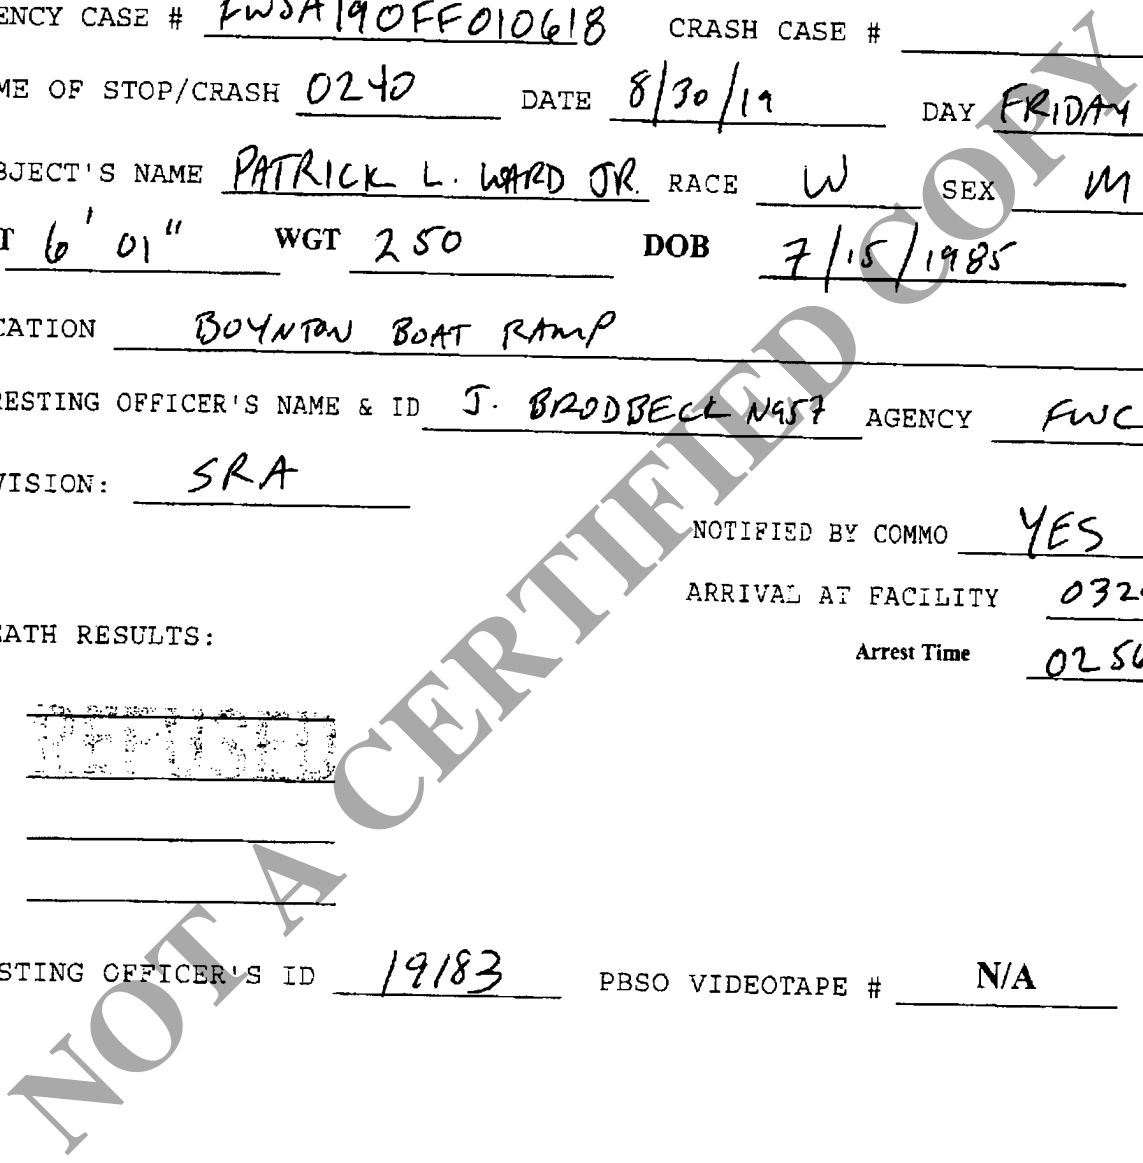 ENCY CASE # FWSA19OFF010618 CRASH CASE #
ME OF STOP/CRASH 0240 DATE 8/30/19 DAY FRIDAY
BJECT'S NAME PATRICK L. WARD JR. RACE W SEX M
T 6' 01" WGT 250 DOB 7/15/1985
CATION BOYNTON BOAT RAMP
RESTING OFFICER'S NAME & ID J. BRODBECK N957 AGENCY FWC
VISION: SRA
NOTIFIED BY COMMO YES
ARRIVAL AT FACILITY 032
EATH RESULTS:
Arrest Time 025
REFUSED
STING OFFICER'S ID 19183 PBSO VIDEOTAPE # N/A
NOT A CERTIFIED COPY